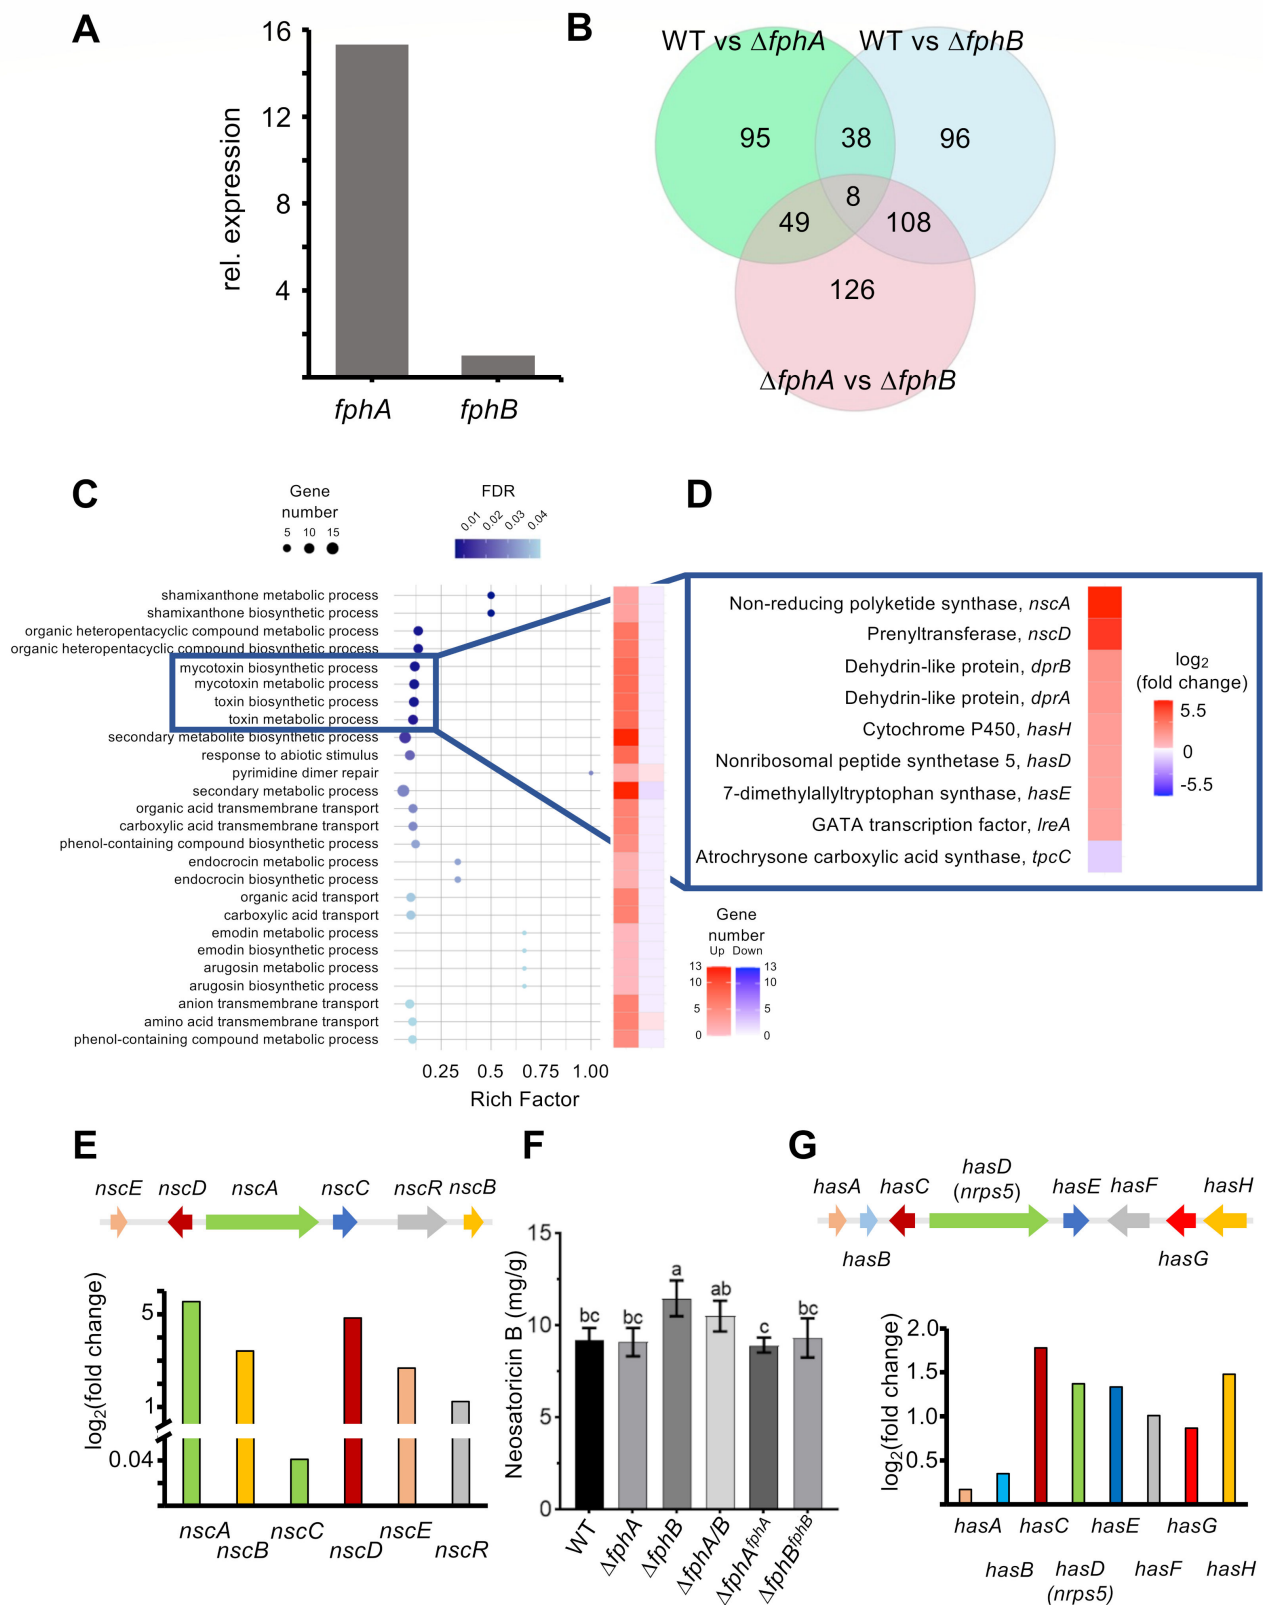 A
16
12
8
4
rel. expression
fphA
fphB
B
WT vs ΔfphA
WT vs ΔfphB
95
38
96
8
49
108
126
ΔfphA vs ΔfphB
C
Gene
number
5 10 15
FDR
0.01 0.02 0.03 0.04
shamixanthone metabolic process
shamixanthone biosynthetic process
organic heteropentacyclic compound metabolic process
organic heteropentacyclic compound biosynthetic process
mycotoxin biosynthetic process
mycotoxin metabolic process
toxin biosynthetic process
toxin metabolic process
secondary metabolite biosynthetic process
response to abiotic stimulus
pyrimidine dimer repair
secondary metabolic process
organic acid transmembrane transport
carboxylic acid transmembrane transport
phenol-containing compound biosynthetic process
endocrocin metabolic process
endocrocin biosynthetic process
organic acid transport
carboxylic acid transport
emodin metabolic process
emodin biosynthetic process
arugosin metabolic process
arugosin biosynthetic process
anion transmembrane transport
amino acid transmembrane transport
phenol-containing compound metabolic process
0.25 0.5 0.75 1.00
Rich Factor
Gene
number
Up Down
13 13
10 10
5 5
0 0
D
Non-reducing polyketide synthase, nscA
Prenyltransferase, nscD
Dehydrin-like protein, dprB
Dehydrin-like protein, dprA
Cytochrome P450, hasH
Nonribosomal peptide synthetase 5, hasD
7-dimethylallyltryptophan synthase, hasE
GATA transcription factor, lreA
Atrochrysone carboxylic acid synthase, tpcC
log2
(fold change)
5.5
0
-5.5
E
nscE nscD nscA nscC nscR nscB
log2(fold change)
5
1
0.04
nscA nscC nscE
nscB nscD nscR
F
Neosatoricin B (mg/g)
15
10
5
0
bc bc a ab c bc
WT
ΔfphA
ΔfphB
ΔfphA/B
ΔfphAfphA
ΔfphBfphB
G
hasD
hasA hasC (nrps5) hasE hasF hasH
hasB hasG
log2(fold change)
2.0
1.5
1.0
0.5
hasA hasC hasE hasG
hasB hasD hasF hasH
(nrps5)